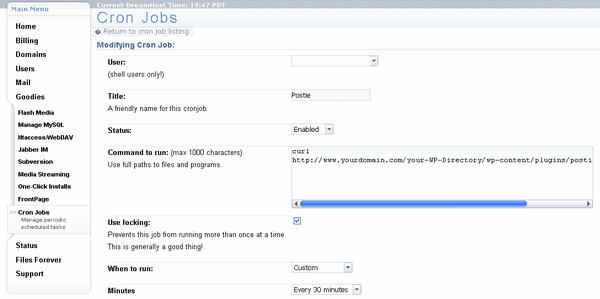 Main Menu
Current DreamHost Time: 19:47 PDT
Cron Jobs
Return to cron job listing
Home
Billing
Domains
Users
Mail
Goodies
Flash Media
Manage MySQL
Htaccess/WebDAV
Jabber IM
Subversion
Media Streaming
One-Click Installs
FrontPage
>> Cron Jobs
Manage periodic
scheduled tasks
Status
Files Forever
Support
Modifying Cron Job:
User:
(shell users only!)
Title:
Postie
A friendly name for this cronjob
Status:
Enabled
Command to run: (max 1000 characters)
Use full paths to files and programs.
curl
http://www.yourdomain.com/your-WP-Directory/wp-content/plugins/posti
Use locking:
Prevents this job from running more than once at a time.
This is generally a good thing!
When to run:
Custom
Minutes
Every 30 minutes